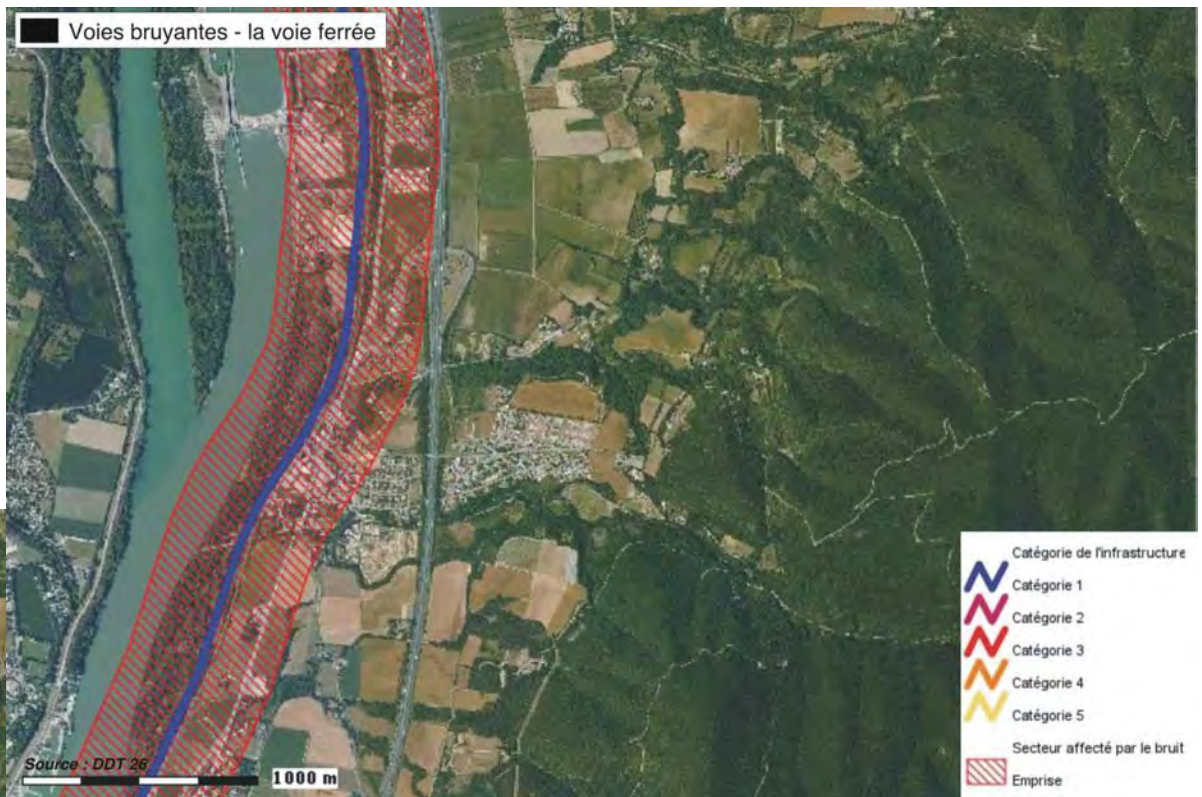 Voies bruyantes - la voie ferrée
Catégorie de l'infrastructure
Catégorie 1
Catégorie 2
Catégorie 3
Catégorie 4
Catégorie 5
Secteur affecté par le bruit
Emprise
Source : DDT 26
1000 m